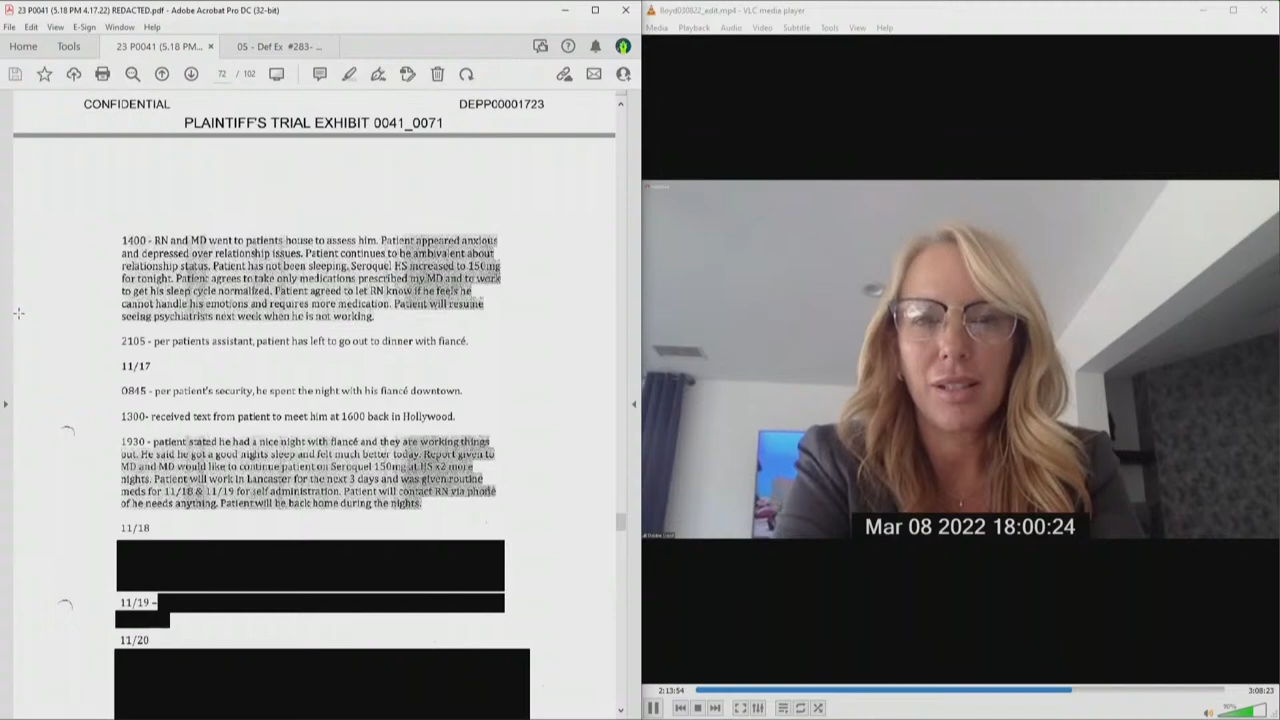 23 P0041 (5.18 PM 4.17.22) REDACTED.pdf - Adobe Acrobat Pro DC (32-bit)
File Edit View E-Sign Window Help
Home Tools 23 P0041 (5.18 PM... × 05 - Def Ex #283- ...
72 / 102
CONFIDENTIAL DEPP00001723
PLAINTIFF'S TRIAL EXHIBIT 0041_0071
1400 - RN and MD went to patients house to assess him. Patient appeared anxious
and depressed over relationship issues. Patient continues to be ambivalent about
relationship status. Patient has not been sleeping. Seroquel HS increased to 150mg
for tonight. Patient agrees to take only medications prescribed my MD and to work
to get his sleep cycle normalized. Patient agreed to let RN know if he feels he
cannot handle his emotions and requires more medication. Patient will resume
seeing psychiatrists next week when he is not working.
2105 - per patients assistant, patient has left to go out to dinner with fiancé.
11/17
0845 - per patient's security, he spent the night with his fiancé downtown.
1300- received text from patient to meet him at 1600 back in Hollywood.
1930 - patient stated he had a nice night with fiancé and they are working things
out. He said he got a good nights sleep and felt much better today. Report given to
MD and MD would like to continue patient on Seroquel 150mg at HS x2 more
nights. Patient will work in Lancaster for the next 3 days and was given routine
meds for 11/18 & 11/19 for self administration. Patient will contact RN via phone
of he needs anything. Patient will be back home during the nights.
11/18
11/19 –
11/20
lloyd030822_edit.mp4 - VLC media player
Media Playback Audio Video Subtitle Tools View Help
Mar 08 2022 18:00:24
2:13:54 3:08:23
90%